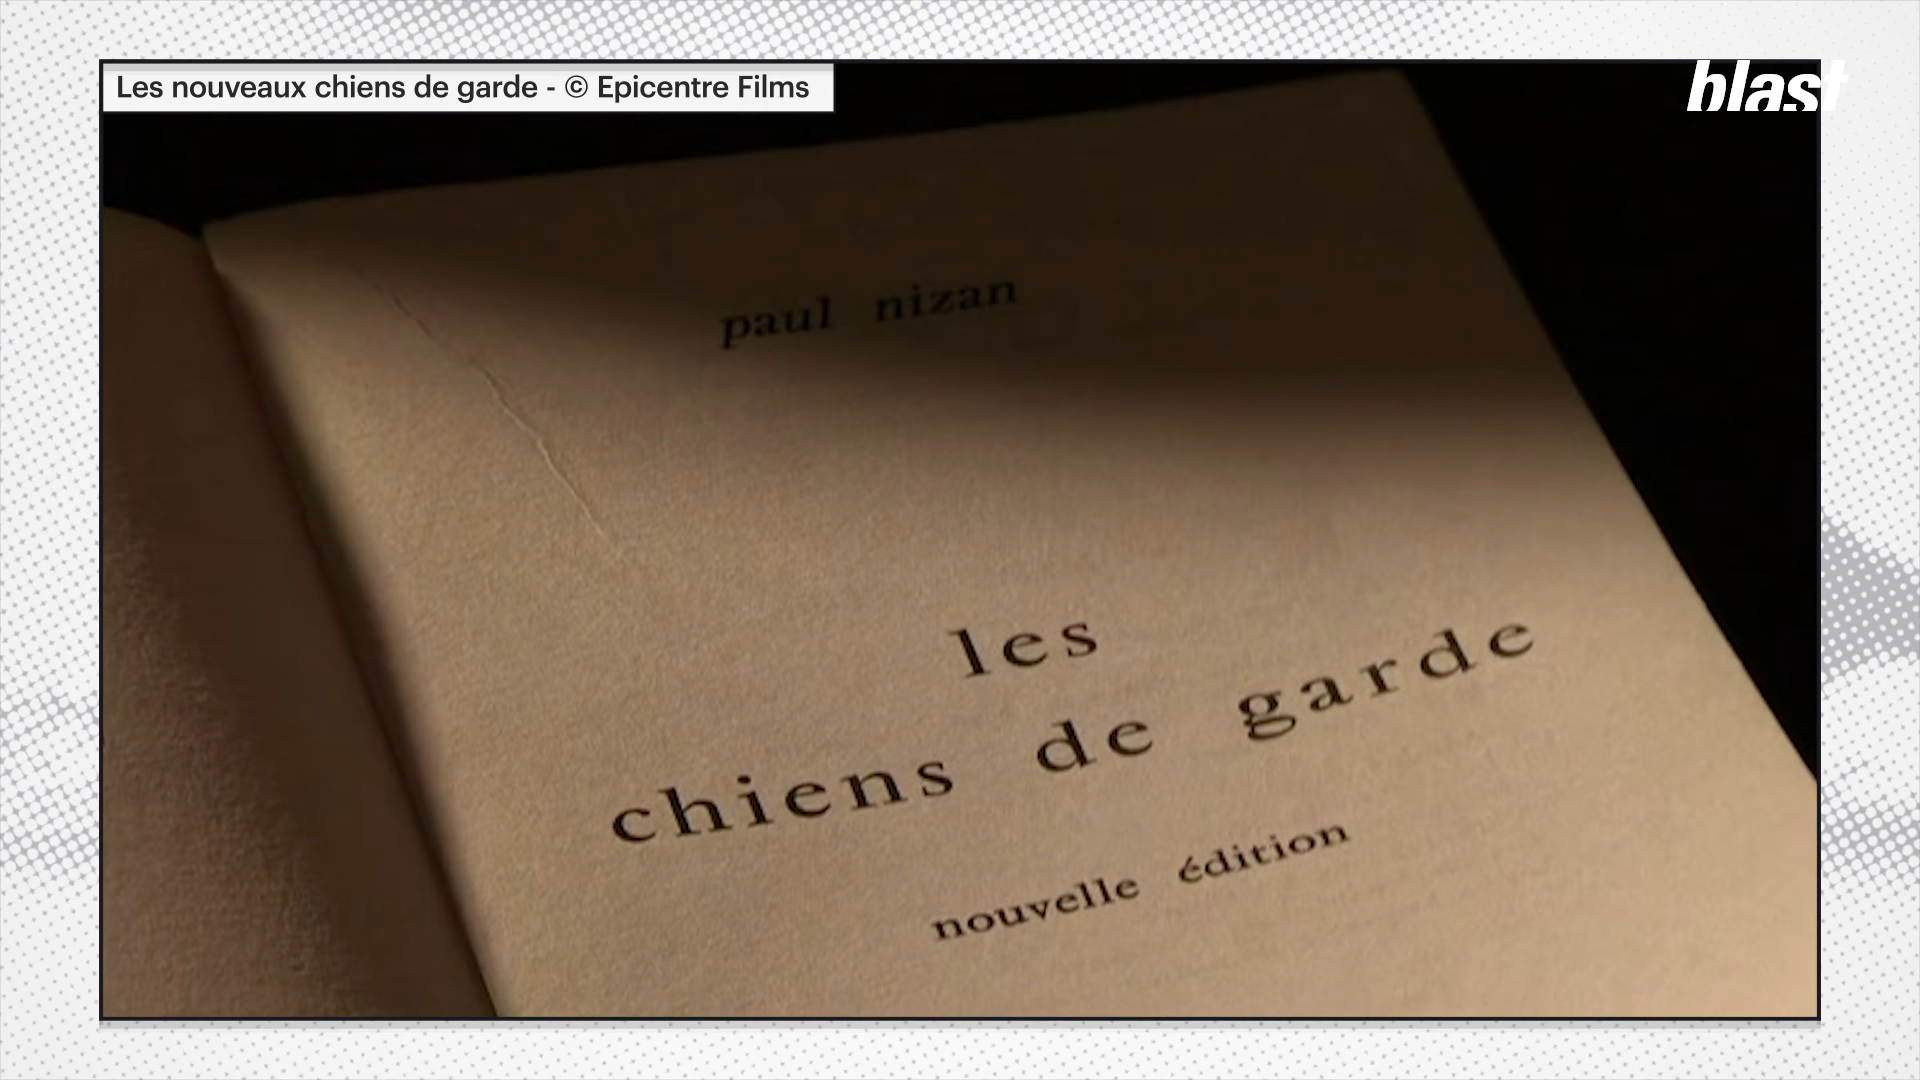 Les nouveaux chiens de garde - © Epicentre Films
blast
paul nizan
les
chiens de garde
nouvelle édition